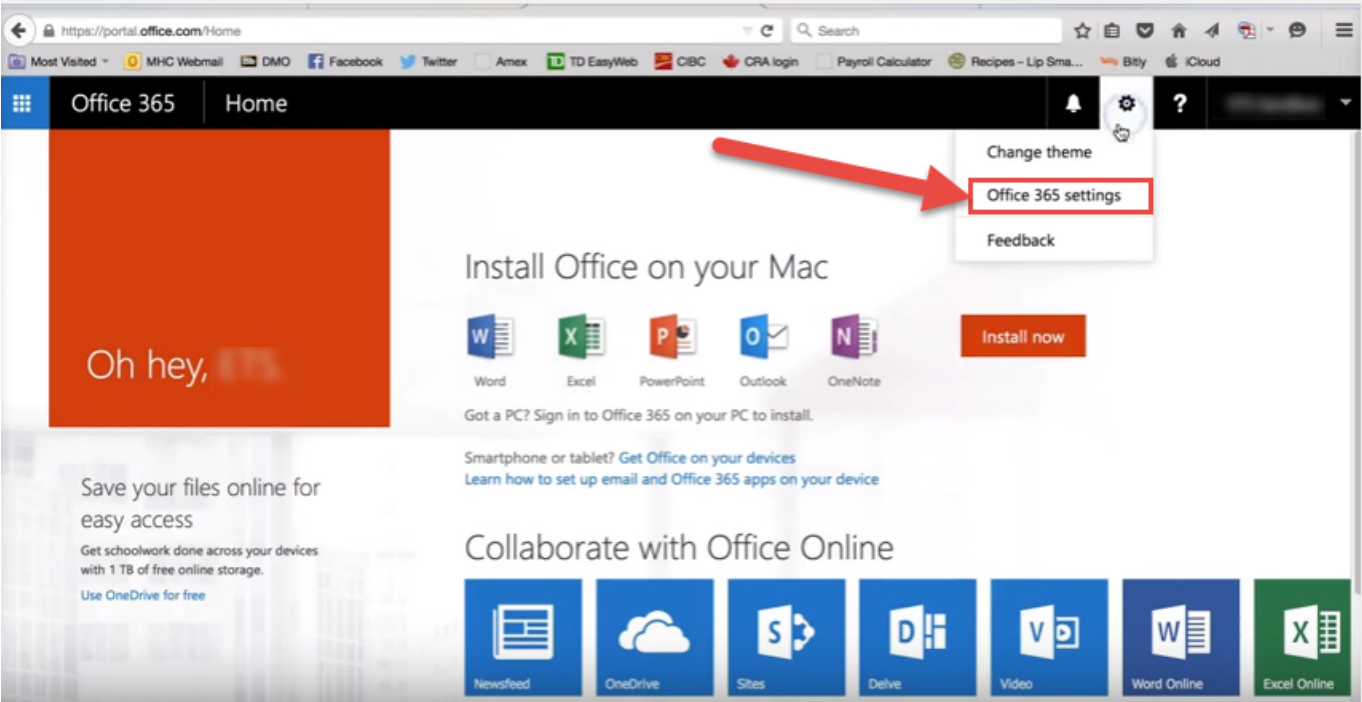 https://portal.office.com/Home
Search
Most Visited
MHC Webmail
DMO
Facebook
Twitter
Amex
TD EasyWeb
CIBC
CRA login
Payroll Calculator
Recipes – Lip Sma...
Bitly
iCloud
Office 365
Home
?
Change theme
Office 365 settings
Feedback
Oh hey,
Install Office on your Mac
Install now
Word
Excel
PowerPoint
Outlook
OneNote
Got a PC? Sign in to Office 365 on your PC to install.
Smartphone or tablet? Get Office on your devices
Learn how to set up email and Office 365 apps on your device
Save your files online for
easy access
Get schoolwork done across your devices
with 1 TB of free online storage.
Use OneDrive for free
Collaborate with Office Online
Newsfeed
OneDrive
Sites
Delve
Video
Word Online
Excel Online